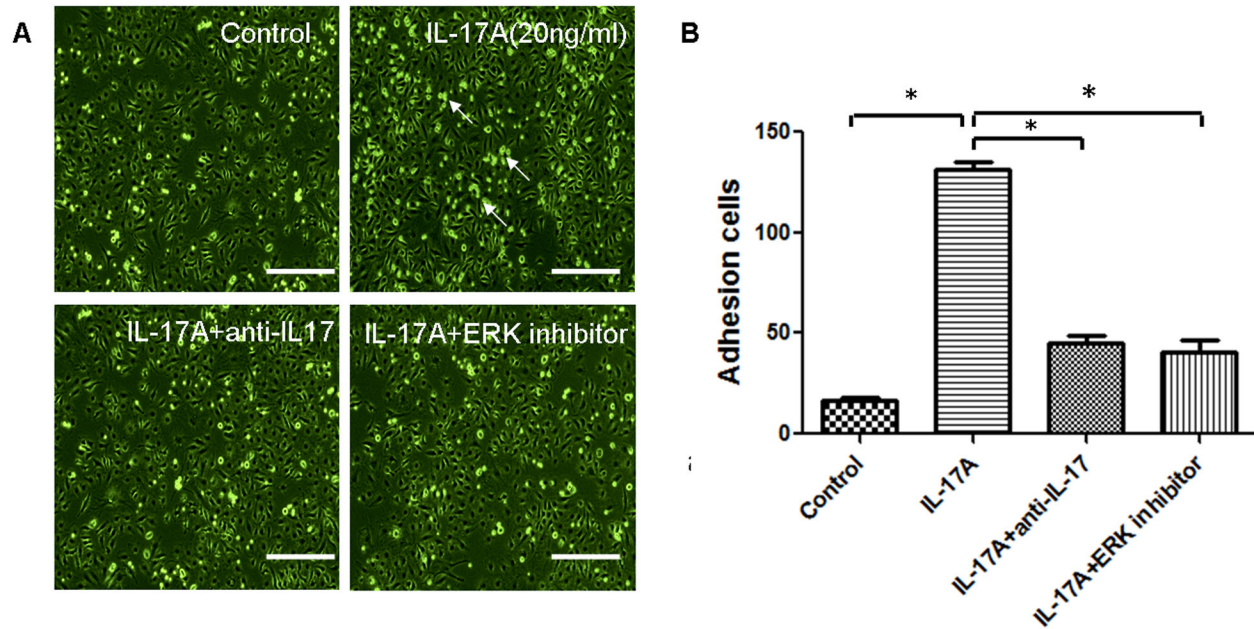 A
Control
IL-17A(20ng/ml)
IL-17A+anti-IL17
IL-17A+ERK inhibitor
B
*
*
*
150
100
50
0
Adhesion cells
Control
IL-17A
IL-17A+anti-IL-17
IL-17A+ERK inhibitor